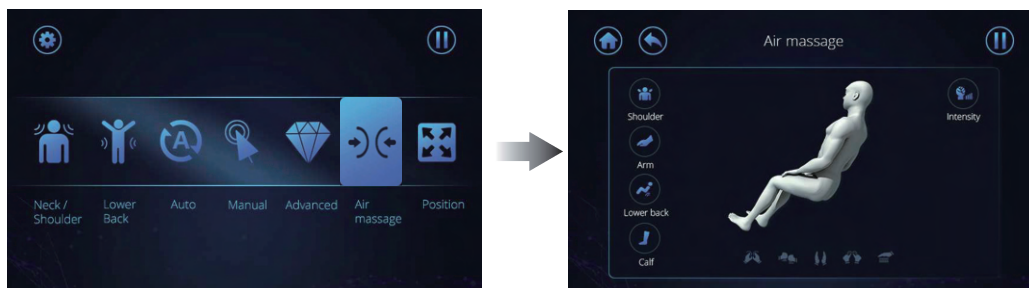 Neck /
Shoulder
Lower
Back
Auto
Manual
Advanced
Air
massage
Position
A
Air massage
Shoulder
Arm
Lower back
Calf
Intensity